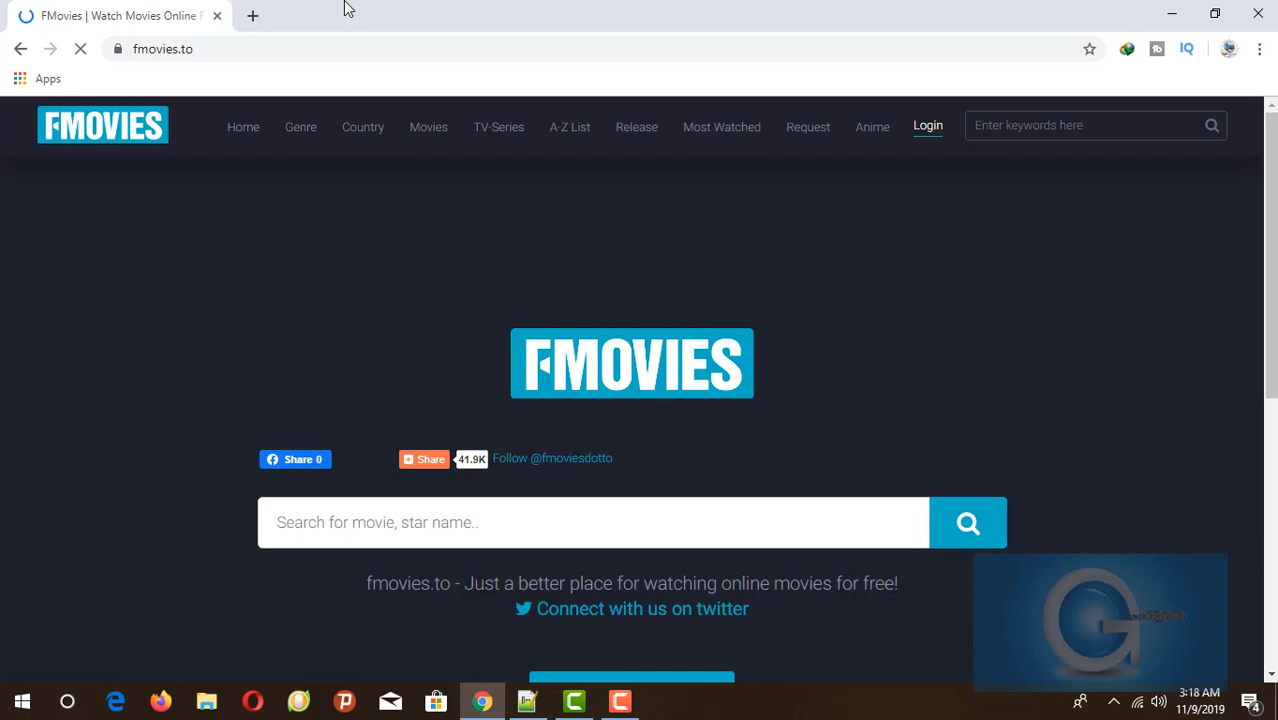 FMovies | Watch Movies Online F
fmovies.to
Apps
FMOVIES
Home Genre Country Movies TV-Series A-Z List Release Most Watched Request Anime Login Enter keywords here
FMOVIES
Share 0 Share 41.9K Follow @fmoviesdotto
Search for movie, star name..
fmovies.to - Just a better place for watching online movies for free!
Connect with us on twitter
3:18 AM
11/9/2019
4